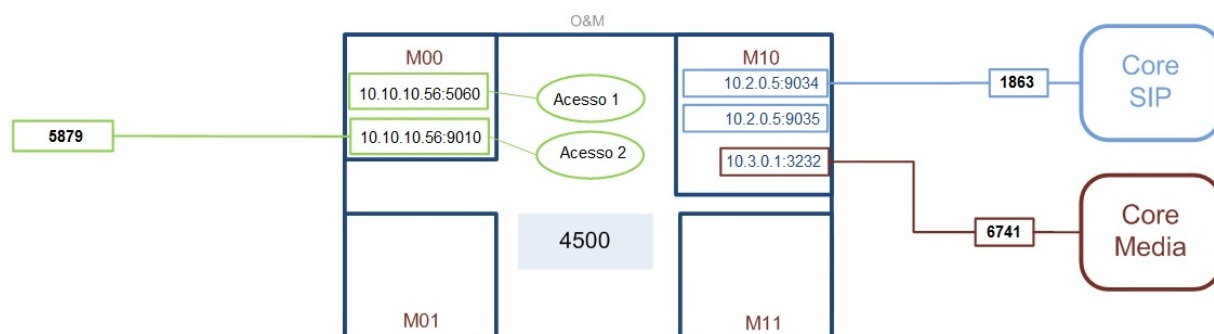 O&M
M00
10.10.10.56:5060
10.10.10.56:9010
Acesso 1
Acesso 2
5879
M10
10.2.0.5:9034
10.2.0.5:9035
10.3.0.1:3232
1863
Core
SIP
6741
Core
Media
4500
M01
M11